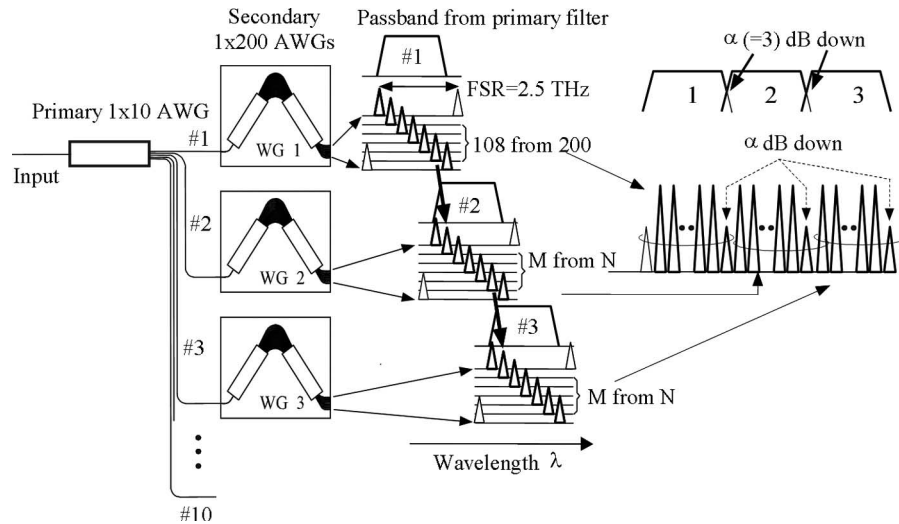 Secondary
1x200 AWGs
Passband from primary filter
#1
α (=3) dB down
FSR=2.5 THz
1 2 3
Primary 1x10 AWG
#1
WG 1
108 from 200
α dB down
Input
#2
#2
WG 2
M from N
#3
#3
WG 3
M from N
Wavelength λ
#10